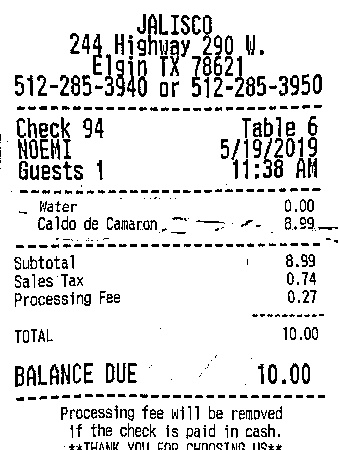 JALISCO
244 Highway 290 W.
Elgin TX 78621
512-285-3940 or 512-285-3950
Check 94 Table 6
NOEMI 5/19/2019
Guests 1 11:38 AM
Water 0.00
Caldo de Camaron 8.99
Subtotal 8.99
Sales Tax 0.74
Processing Fee 0.27
TOTAL 10.00
BALANCE DUE 10.00
Processing fee will be removed
if the check is paid in cash.
**THANK YOU FOR CHOOSING US**